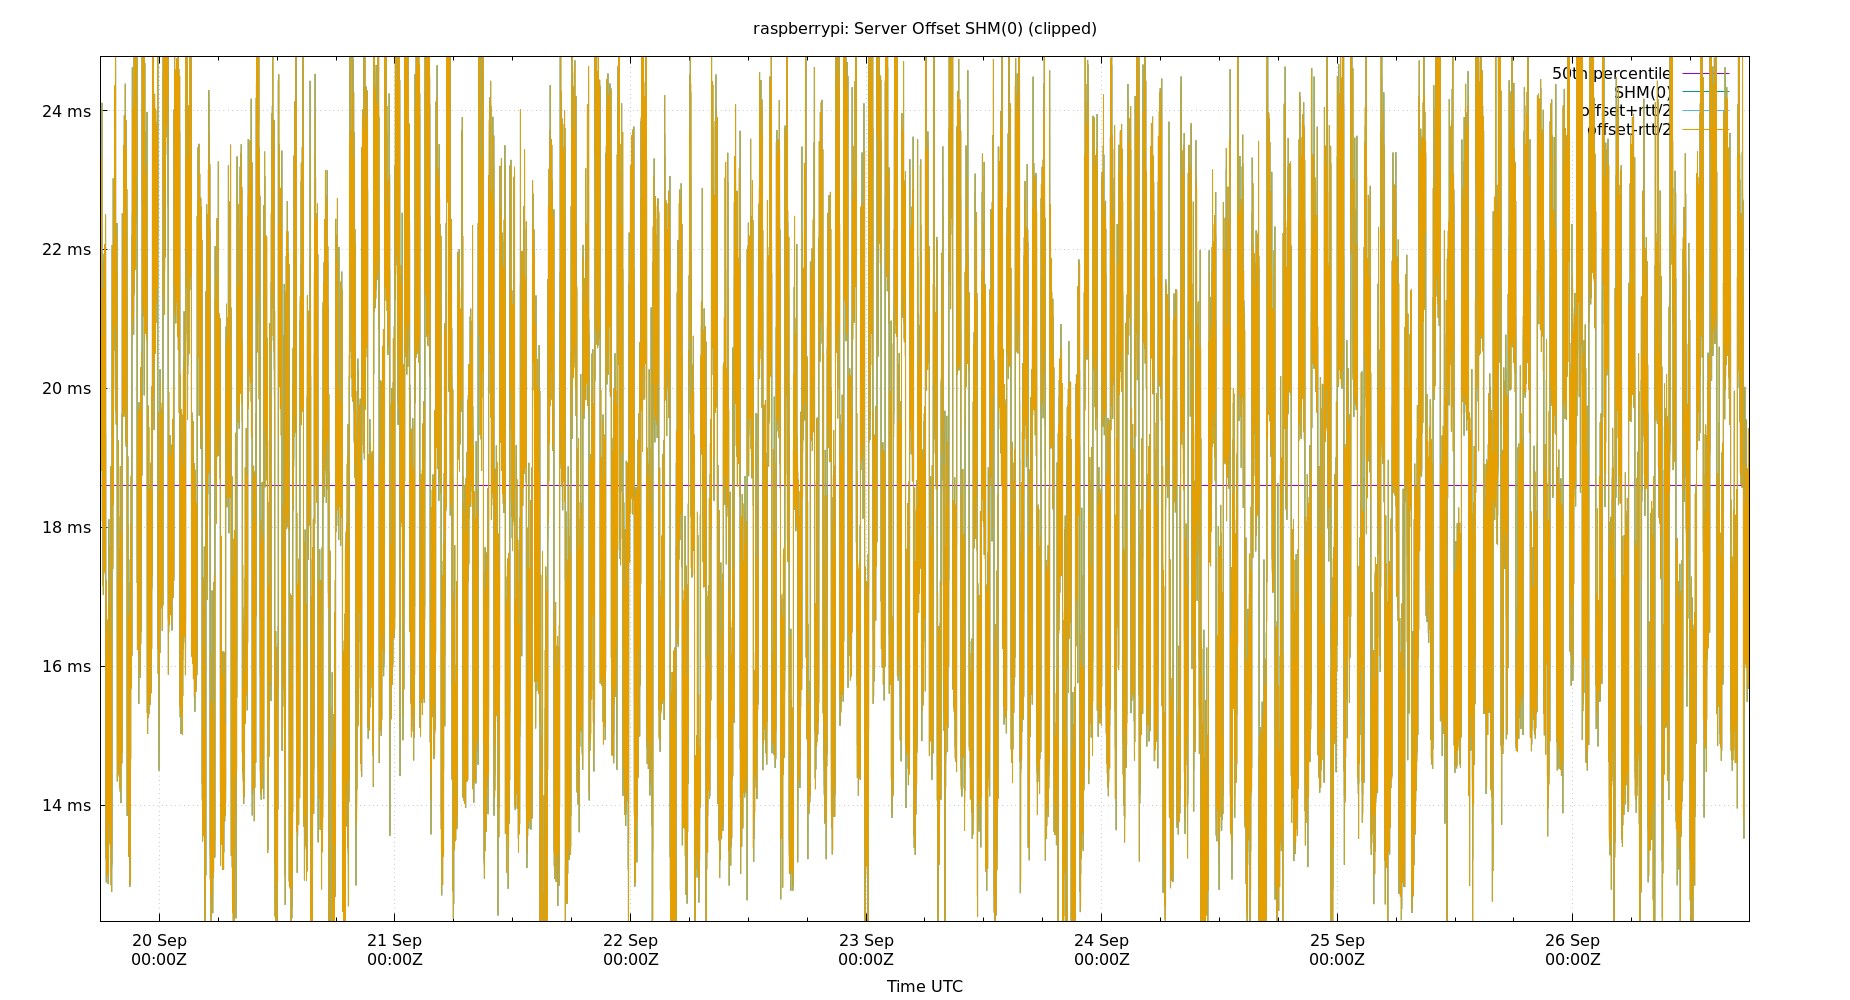 raspberrypi: Server Offset SHM(0) (clipped)
50th percentile
SHM(0)
offset+rtt/2
offset-rtt/2
24 ms
22 ms
20 ms
18 ms
16 ms
14 ms
20 Sep 21 Sep 22 Sep 23 Sep 24 Sep 25 Sep 26 Sep
00:00Z 00:00Z 00:00Z 00:00Z 00:00Z 00:00Z 00:00Z
Time UTC